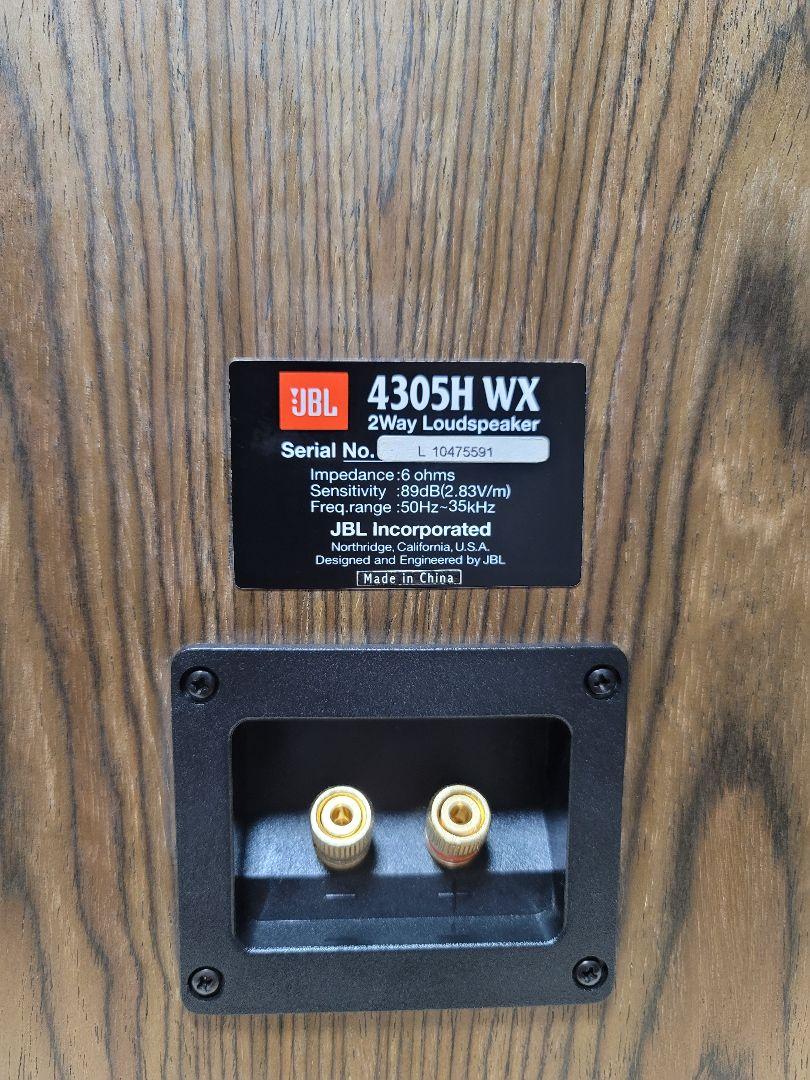 JBL
4305H WX
2Way Loudspeaker
Serial No. L 10475591
Impedance:6 ohms
Sensitivity :89dB(2.83V/m)
Freq.range :50Hz~35kHz
JBL Incorporated
Northridge, California, U.S.A.
Designed and Engineered by JBL
Made in China
− +